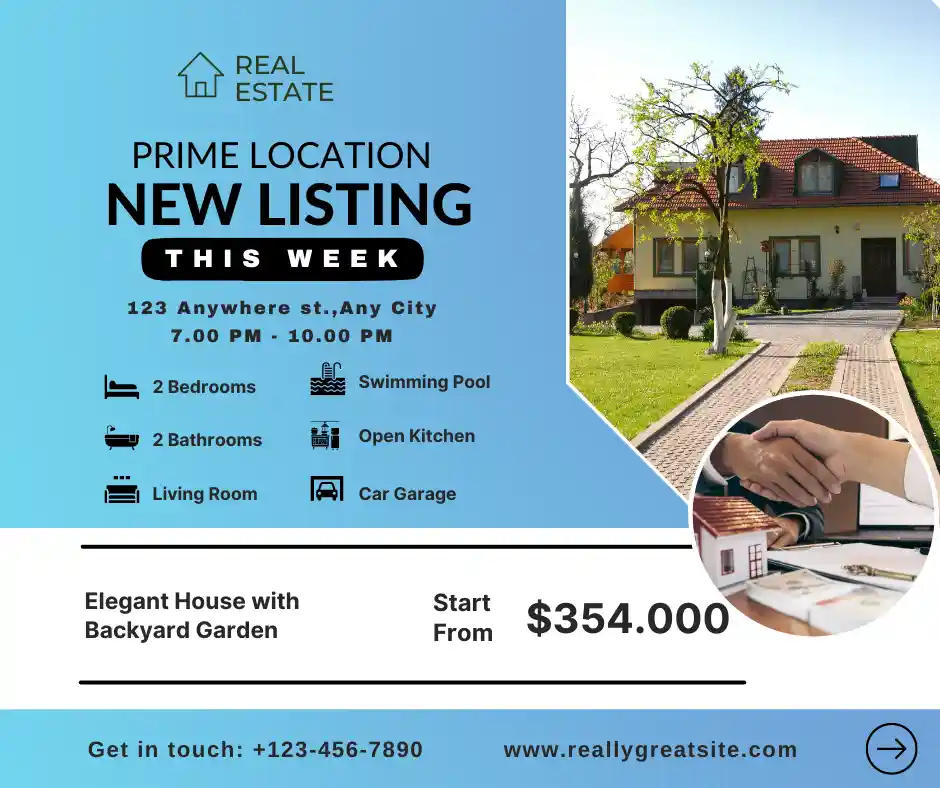 REAL
ESTATE
PRIME LOCATION
NEW LISTING
THIS WEEK
123 Anywhere st.,Any City
7.00 PM - 10.00 PM
2 Bedrooms
Swimming Pool
2 Bathrooms
Open Kitchen
Living Room
Car Garage
Elegant House with
Backyard Garden
Start
From
$354.000
Get in touch: +123-456-7890
www.reallygreatsite.com